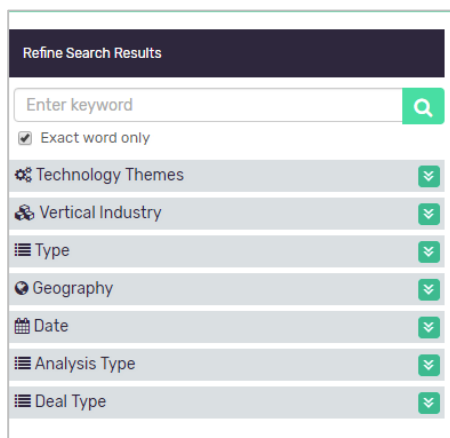 Refine Search Results
Enter keyword
Exact word only
Technology Themes
Vertical Industry
Type
Geography
Date
Analysis Type
Deal Type